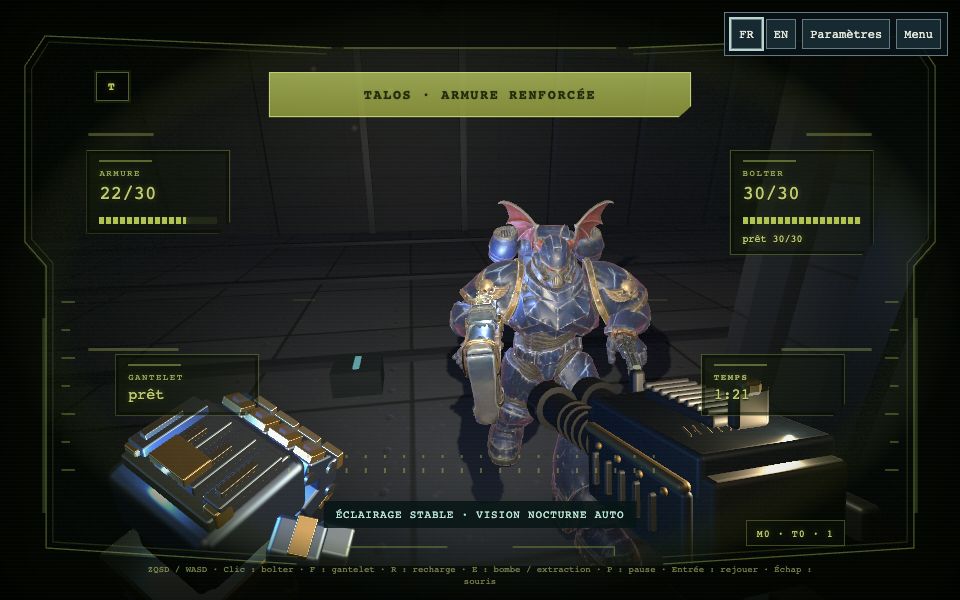 FR EN Paramètres Menu
T
TALOS · ARMURE RENFORCÉE
ARMURE
22/30
BOLTER
30/30
prêt 30/30
GANTELET
prêt
TEMPS
1:21
ÉCLAIRAGE STABLE · VISION NOCTURNE AUTO
M0 · T0 · 1
ZQSD / WASD · Clic : bolter · F : gantelet · R : recharge · E : bombe / extraction · P : pause · Entrée : rejouer · Échap :
souris